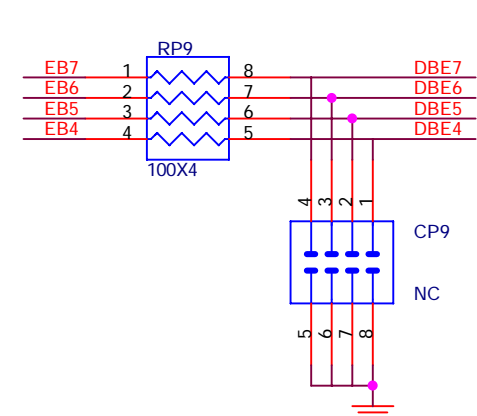 RP9
EB7 1 8 DBE7
EB6 2 7 DBE6
EB5 3 6 DBE5
EB4 4 5 DBE4
100X4
4 3 2 1
CP9
NC
5 6 7 8